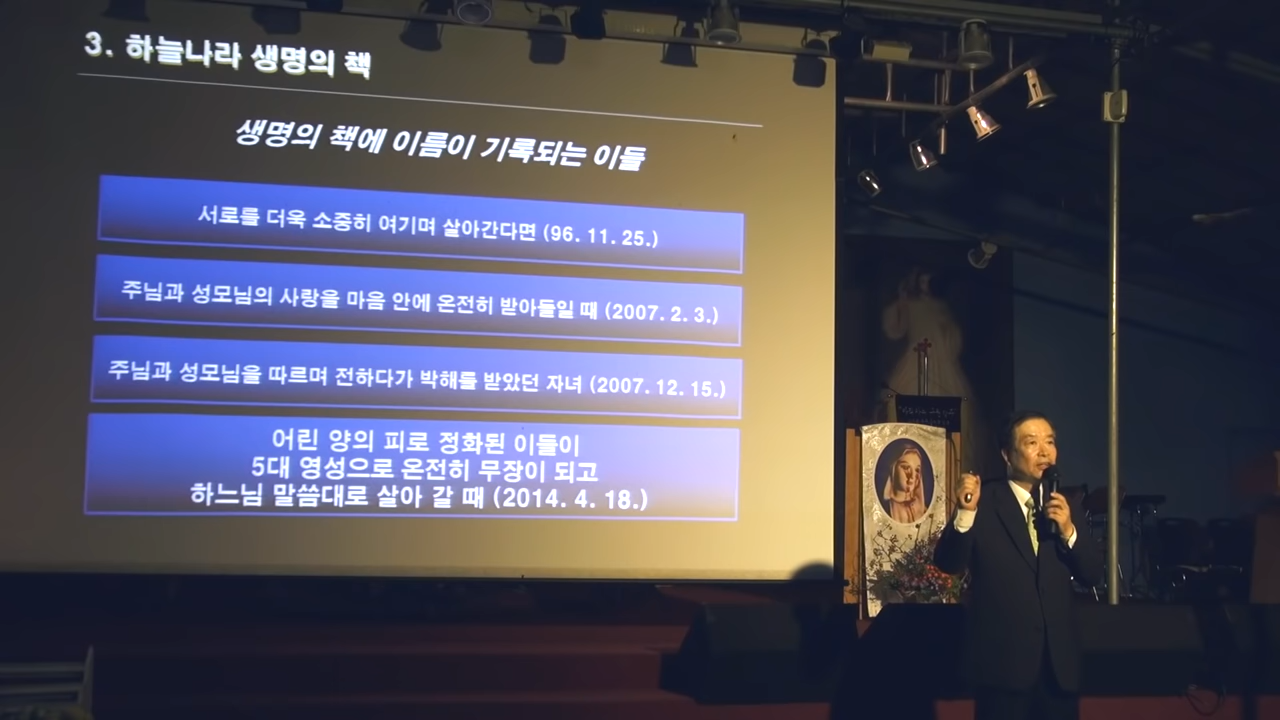 3. 하늘나라 생명의 책
생명의 책에 이름이 기록되는 이들
서로를 더욱 소중히 여기며 살아간다면 (96. 11. 25.)
주님과 성모님의 사랑을 마음 안에 온전히 받아들일 때 (2007. 2. 3.)
주님과 성모님을 따르며 전하다가 박해를 받았던 자녀 (2007. 12. 15.)
어린 양의 피로 정화된 이들이
5대 영성으로 온전히 무장이 되고
하느님 말씀대로 살아 갈 때 (2014. 4. 18.)